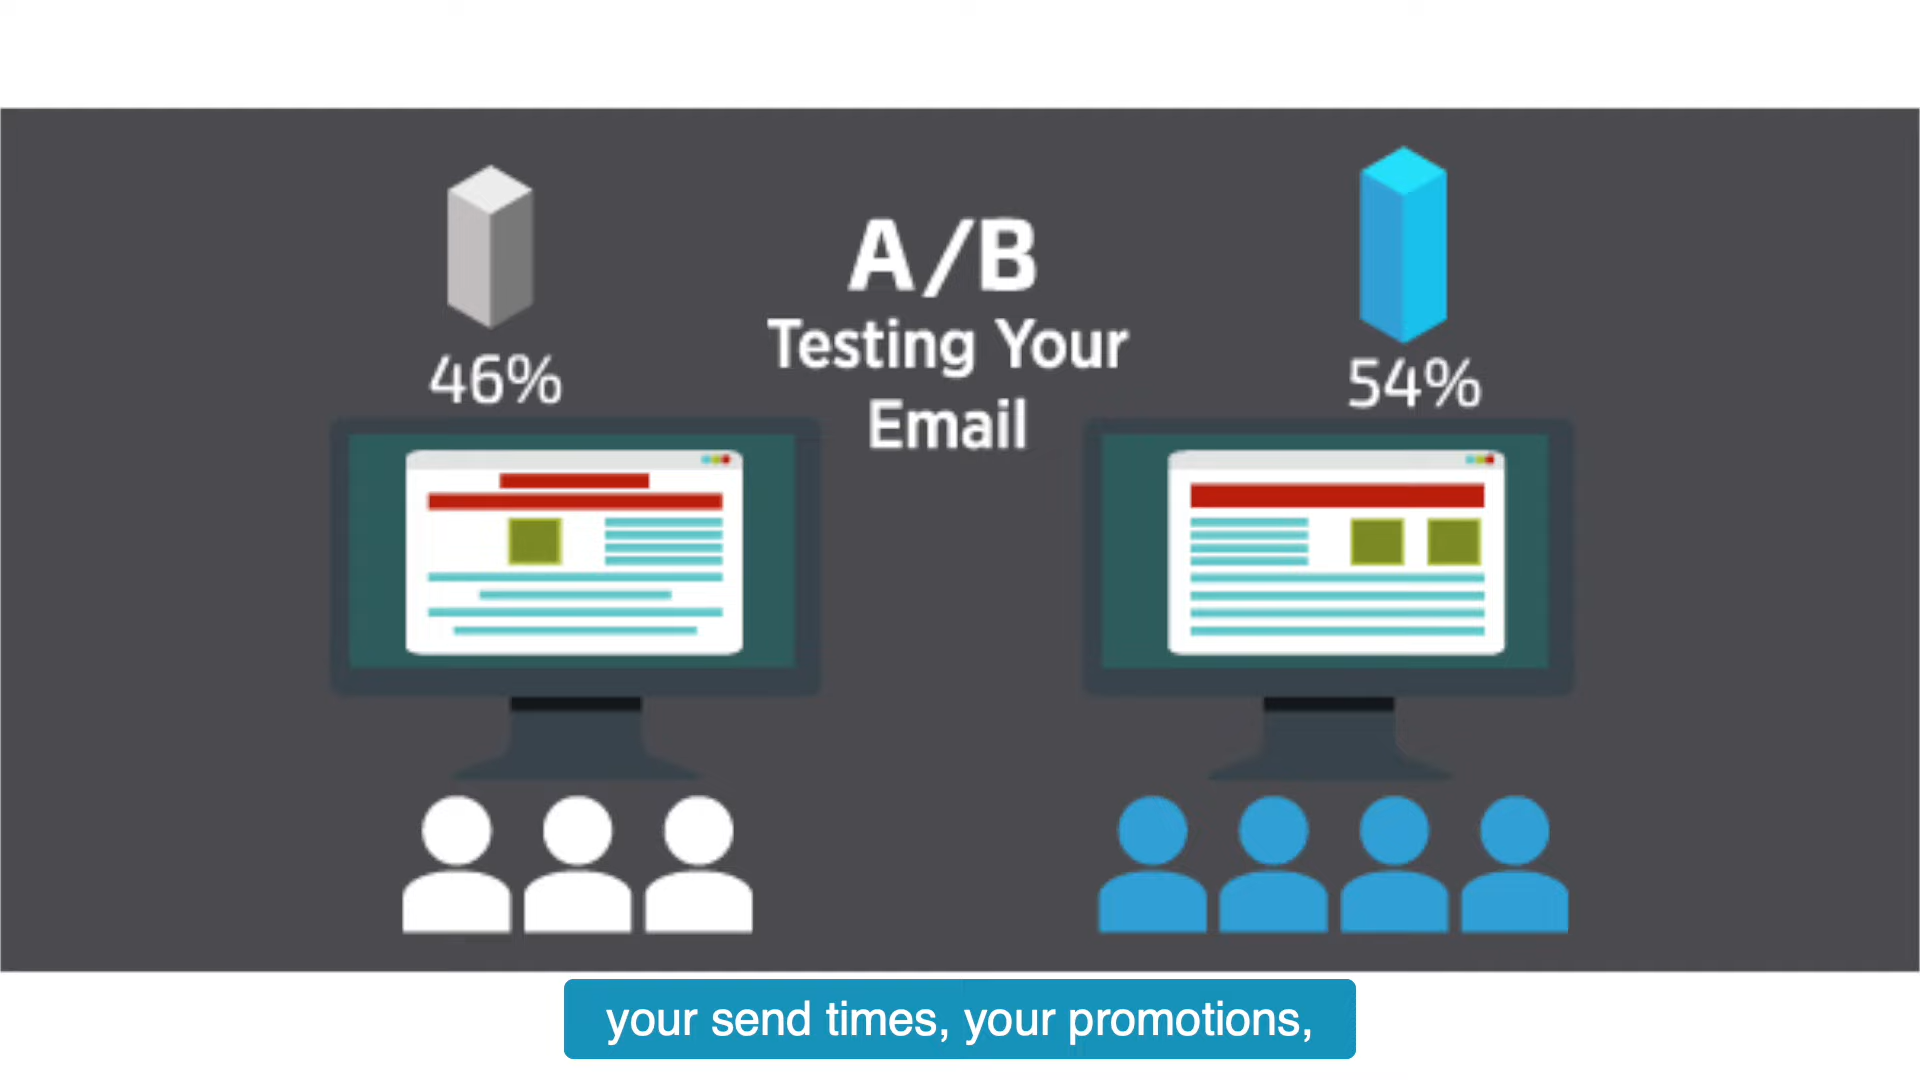 A/B
Testing Your
Email
46%
54%
your send times, your promotions,